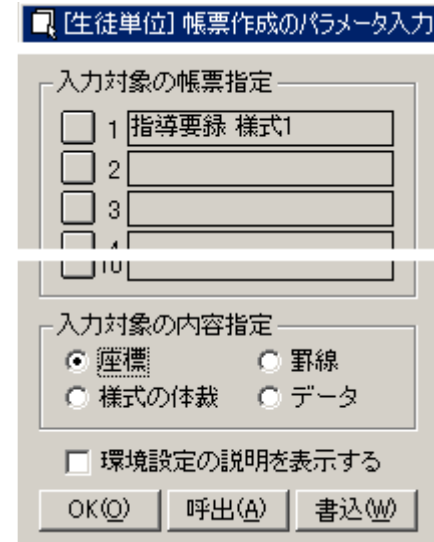 [生徒単位] 帳票作成のパラメータ入力
入力対象の帳票指定
1 指導要録 様式1
2
3
4
10
入力対象の内容指定
座標 罫線
様式の体裁 データ
環境設定の説明を表示する
OK(O) 呼出(A) 書込(W)